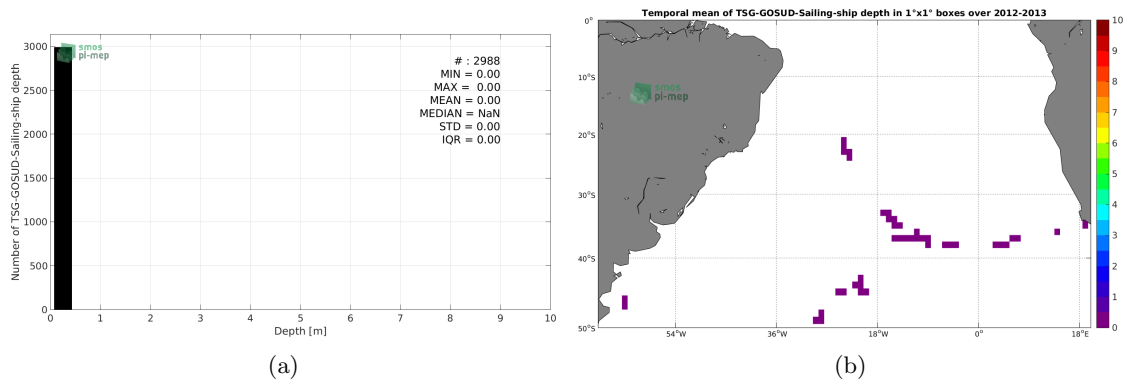 3000
2500
2000
1500
1000
500
0
Number of TSG-GOSUD-Sailing-ship depth
smos
pi-mep
# : 2988
MIN = 0.00
MAX = 0.00
MEAN = 0.00
MEDIAN = NaN
STD = 0.00
IQR = 0.00
0 1 2 3 4 5 6 7 8 9 10
Depth [m]
(a)
Temporal mean of TSG-GOSUD-Sailing-ship depth in 1°x1° boxes over 2012-2013
0°
10°S
20°S
30°S
40°S
50°S
smos
pi-mep
54°W 36°W 18°W 0° 18°E
10
9
8
7
6
5
4
3
2
1
0
(b)